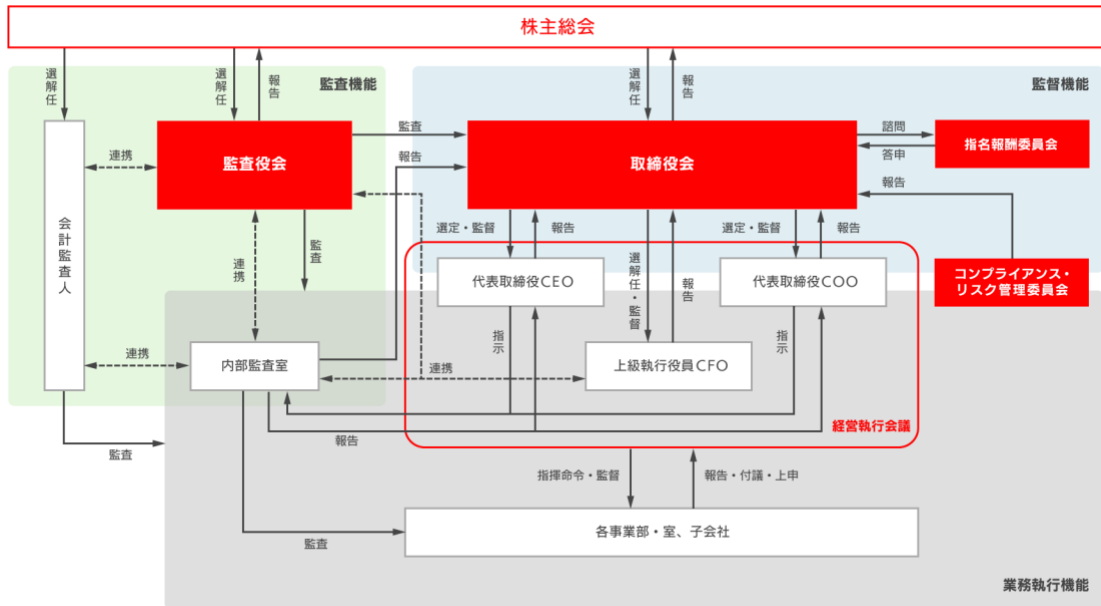 株主総会
選解任
選解任
報告
選解任
報告
監査機能
監督機能
会計監査人
連携
監査役会
監査
報告
取締役会
諮問
答申
指名報酬委員会
報告
連携
監査
選定・監督
報告
選解任・監督
報告
選定・監督
報告
代表取締役CEO
代表取締役COO
コンプライアンス・
リスク管理委員会
指示
指示
連携
内部監査室
連携
上級執行役員CFO
報告
経営執行会議
監査
指揮命令・監督
報告・付議・上申
監査
各事業部・室、子会社
業務執行機能